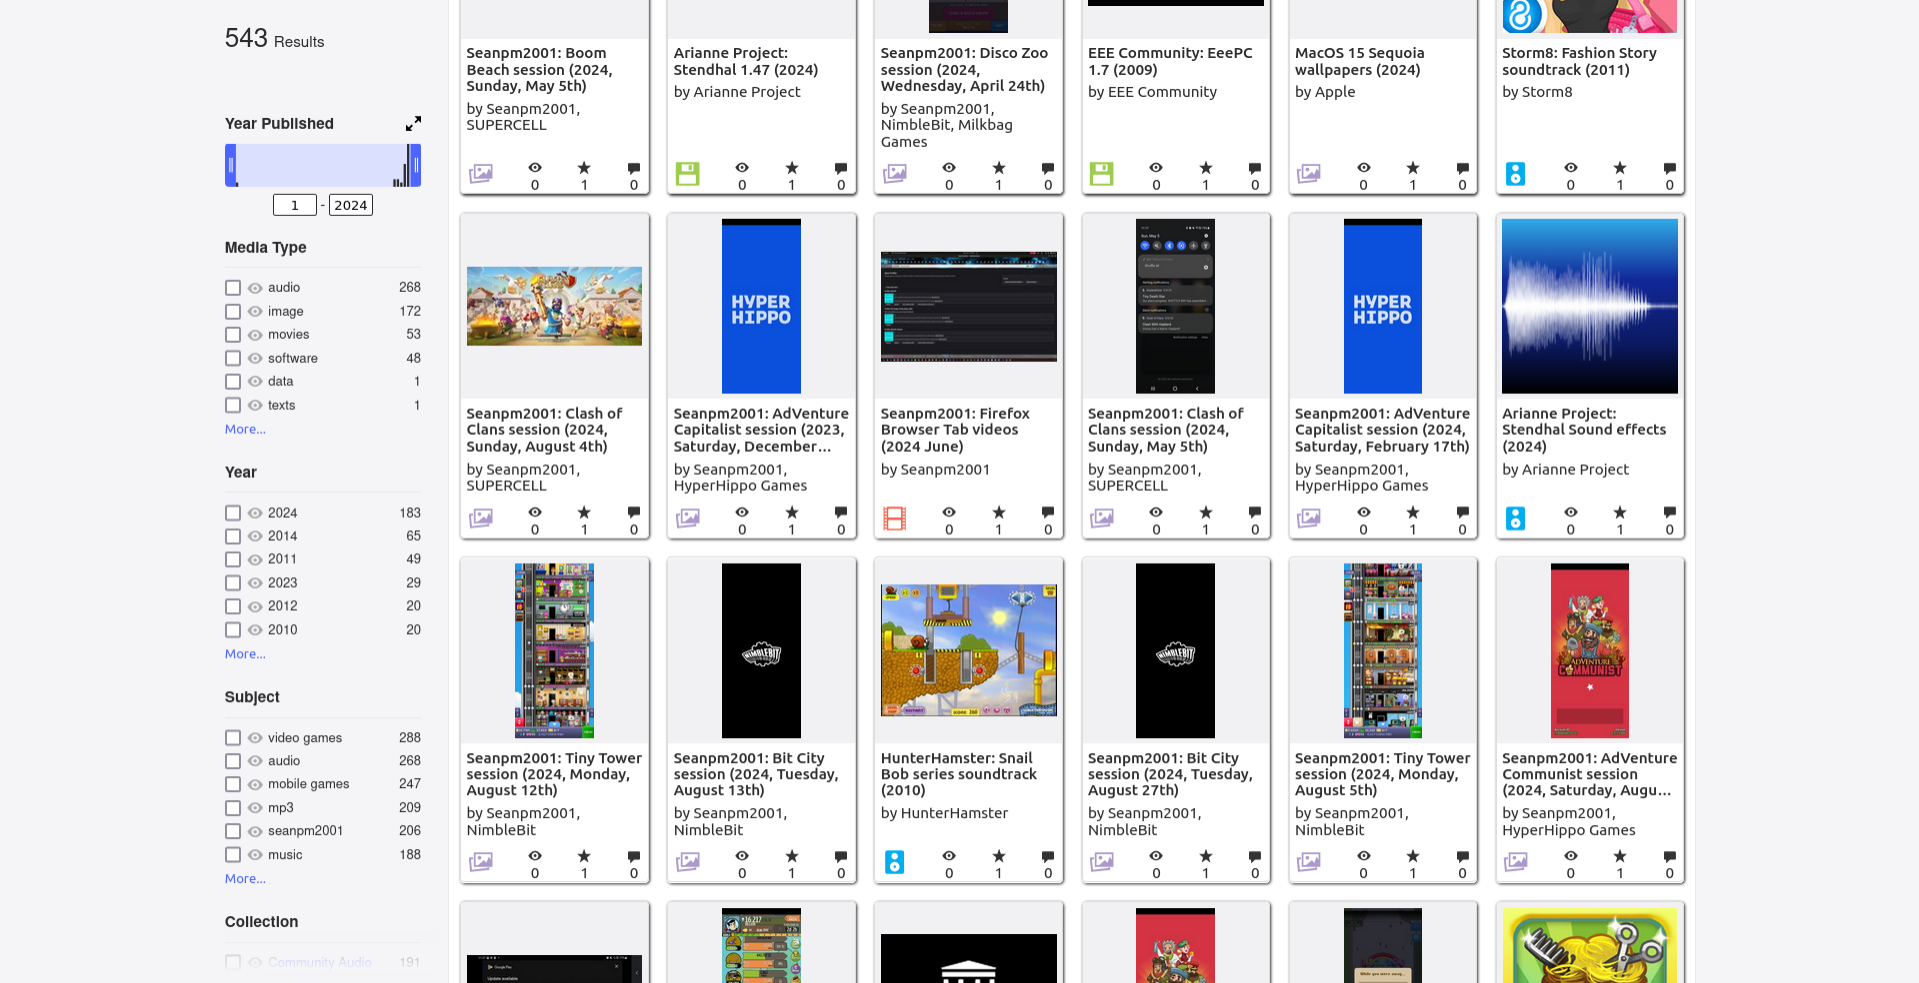 543 Results
Year Published
1 - 2024
Media Type
audio 268
image 172
movies 53
software 48
data 1
texts 1
More...
Year
2024 183
2014 65
2011 49
2023 29
2012 20
2010 20
More...
Subject
video games 288
audio 268
mobile games 247
mp3 209
seanpm2001 206
music 188
More...
Collection
Community Audio 191
Seanpm2001: Boom
Beach session (2024,
Sunday, May 5th)
by Seanpm2001,
SUPERCELL
0 1 0
Arianne Project:
Stendhal 1.47 (2024)
by Arianne Project
0 1 0
Seanpm2001: Disco Zoo
session (2024,
Wednesday, April 24th)
by Seanpm2001,
NimbleBit, Milkbag
Games
0 1 0
EEE Community: EeePC
1.7 (2009)
by EEE Community
0 1 0
MacOS 15 Sequoia
wallpapers (2024)
by Apple
0 1 0
Storm8: Fashion Story
soundtrack (2011)
by Storm8
0 1 0
Seanpm2001: Clash of
Clans session (2024,
Sunday, August 4th)
by Seanpm2001,
SUPERCELL
0 1 0
HYPER
HIPPO
Seanpm2001: AdVenture
Capitalist session (2023,
Saturday, December...
by Seanpm2001,
HyperHippo Games
0 1 0
Seanpm2001: Firefox
Browser Tab videos
(2024 June)
by Seanpm2001
0 1 0
Seanpm2001: Clash of
Clans session (2024,
Sunday, May 5th)
by Seanpm2001,
SUPERCELL
0 1 0
HYPER
HIPPO
Seanpm2001: AdVenture
Capitalist session (2024,
Saturday, February 17th)
by Seanpm2001,
HyperHippo Games
0 1 0
Arianne Project:
Stendhal Sound effects
(2024)
by Arianne Project
0 1 0
Seanpm2001: Tiny Tower
session (2024, Monday,
August 12th)
by Seanpm2001,
NimbleBit
0 1 0
NIMBLEBIT
Seanpm2001: Bit City
session (2024, Tuesday,
August 13th)
by Seanpm2001,
NimbleBit
0 1 0
HunterHamster: Snail
Bob series soundtrack
(2010)
by HunterHamster
0 1 0
NIMBLEBIT
Seanpm2001: Bit City
session (2024, Tuesday,
August 27th)
by Seanpm2001,
NimbleBit
0 1 0
Seanpm2001: Tiny Tower
session (2024, Monday,
August 5th)
by Seanpm2001,
NimbleBit
0 1 0
ADVENTURE
COMMUNIST
Seanpm2001: AdVenture
Communist session
(2024, Saturday, Augu...
by Seanpm2001,
HyperHippo Games
0 1 0
Google Play
Update available
16,217
While you were away...